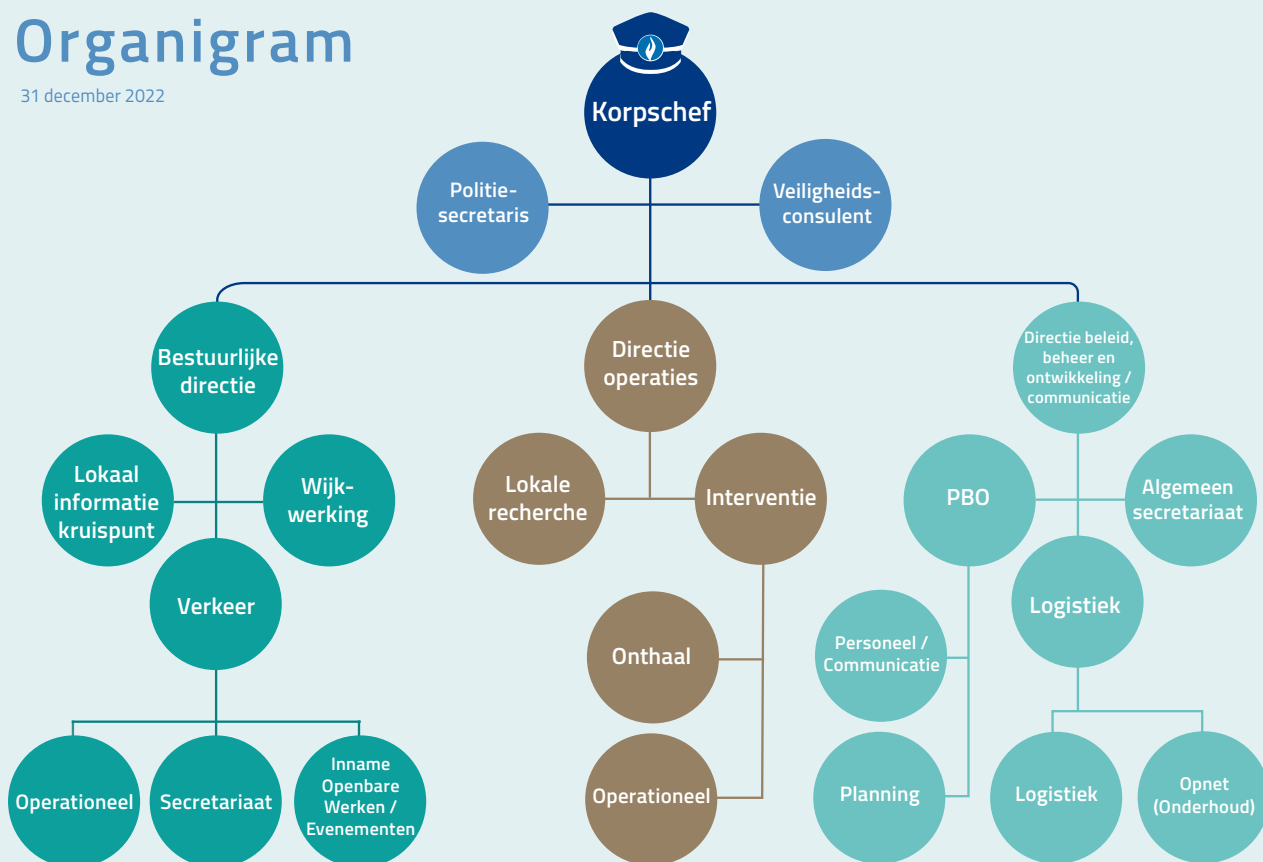 Organigram
31 december 2022
Korpschef
Politie-
secretaris
Veiligheids-
consulent
Bestuurlijke
directie
Directie
operaties
Directie beleid,
beheer en
ontwikkeling /
communicatie
Lokaal
informatie
kruispunt
Wijk-
werking
Lokale
recherche
Interventie
PBO
Algemeen
secretariaat
Verkeer
Logistiek
Onthaal
Personeel /
Communicatie
Operationeel
Secretariaat
Inname
Openbare
Werken /
Evenementen
Operationeel
Planning
Logistiek
Opnet
(Onderhoud)